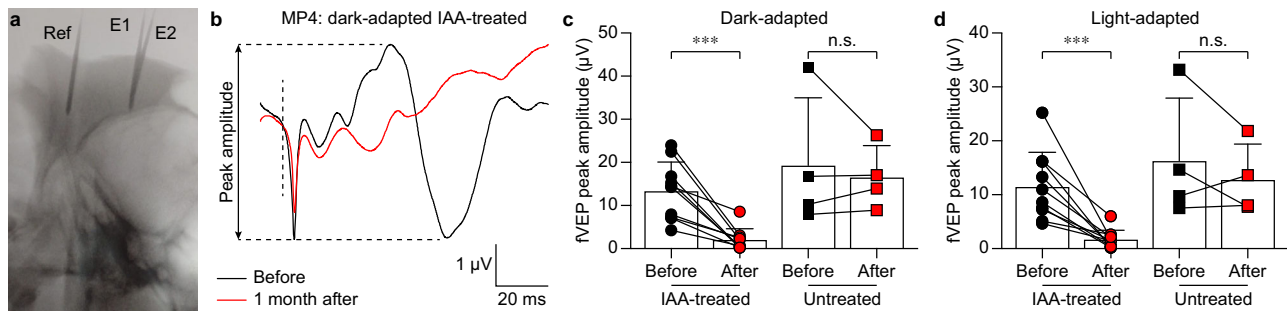 a
Ref
E1
E2
b
MP4: dark-adapted IAA-treated
Peak amplitude
Before
1 month after
1 µV
20 ms
c
Dark-adapted
fVEP peak amplitude (µV)
50
40
30
20
10
0
***
n.s.
Before
After
Before
After
IAA-treated
Untreated
d
Light-adapted
fVEP peak amplitude (µV)
40
30
20
10
0
***
n.s.
Before
After
Before
After
IAA-treated
Untreated